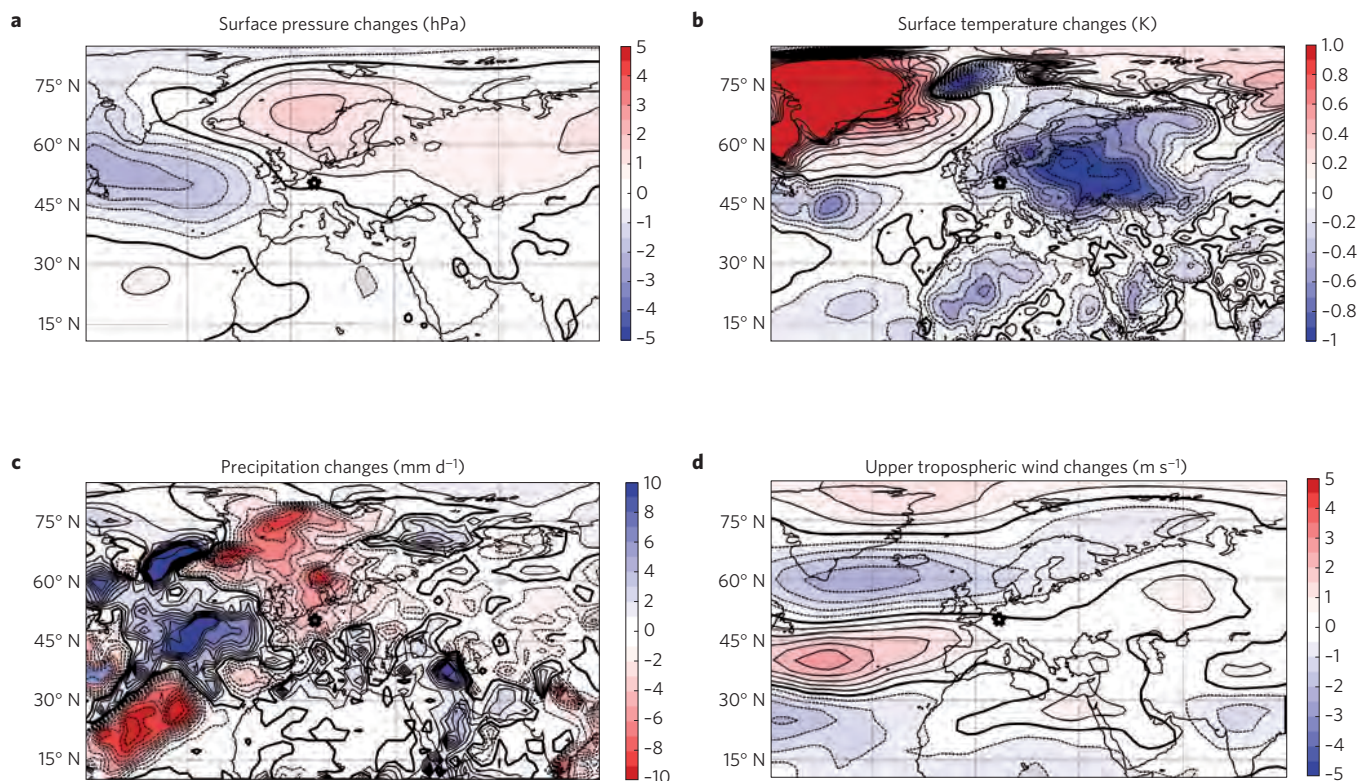 a
Surface pressure changes (hPa)
75° N
60° N
45° N
30° N
15° N
5
4
3
2
1
0
–1
–2
–3
–4
–5
b
Surface temperature changes (K)
75° N
60° N
45° N
30° N
15° N
1.0
0.8
0.6
0.4
0.2
0
–0.2
–0.4
–0.6
–0.8
–1
c
Precipitation changes (mm d–1)
75° N
60° N
45° N
30° N
15° N
10
8
6
4
2
0
–2
–4
–6
–8
–10
d
Upper tropospheric wind changes (m s–1)
75° N
60° N
45° N
30° N
15° N
5
4
3
2
1
0
–1
–2
–3
–4
–5